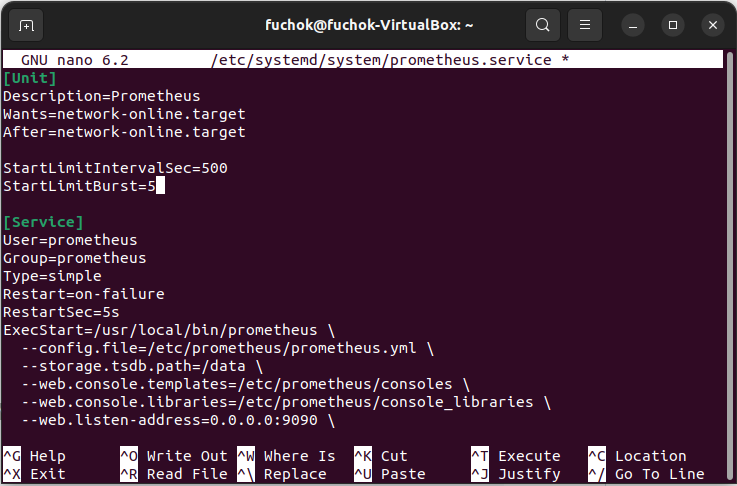 fuchok@fuchok-VirtualBox: ~
GNU nano 6.2 /etc/systemd/system/prometheus.service *
[Unit]
Description=Prometheus
Wants=network-online.target
After=network-online.target
StartLimitIntervalSec=500
StartLimitBurst=5
[Service]
User=prometheus
Group=prometheus
Type=simple
Restart=on-failure
RestartSec=5s
ExecStart=/usr/local/bin/prometheus \
--config.file=/etc/prometheus/prometheus.yml \
--storage.tsdb.path=/data \
--web.console.templates=/etc/prometheus/consoles \
--web.console.libraries=/etc/prometheus/console_libraries \
--web.listen-address=0.0.0.0:9090 \
^G Help ^O Write Out ^W Where Is ^K Cut ^T Execute ^C Location
^X Exit ^R Read File ^\ Replace ^U Paste ^J Justify ^/ Go To Line